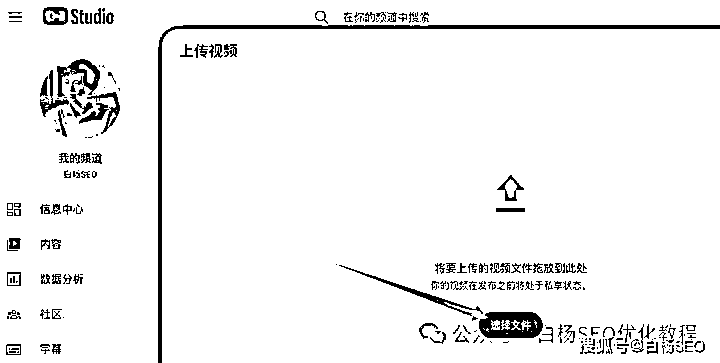 Studio
在你的频道中搜索
上传视频
我的频道
白杨SEO
信息中心
内容
数据分析
社区
字幕
将要上传的视频文件拖放到此处
你的视频在发布之前将处于私享状态。
选择文件
公众号 白杨SEO优化教程
搜狐号@白杨SEO